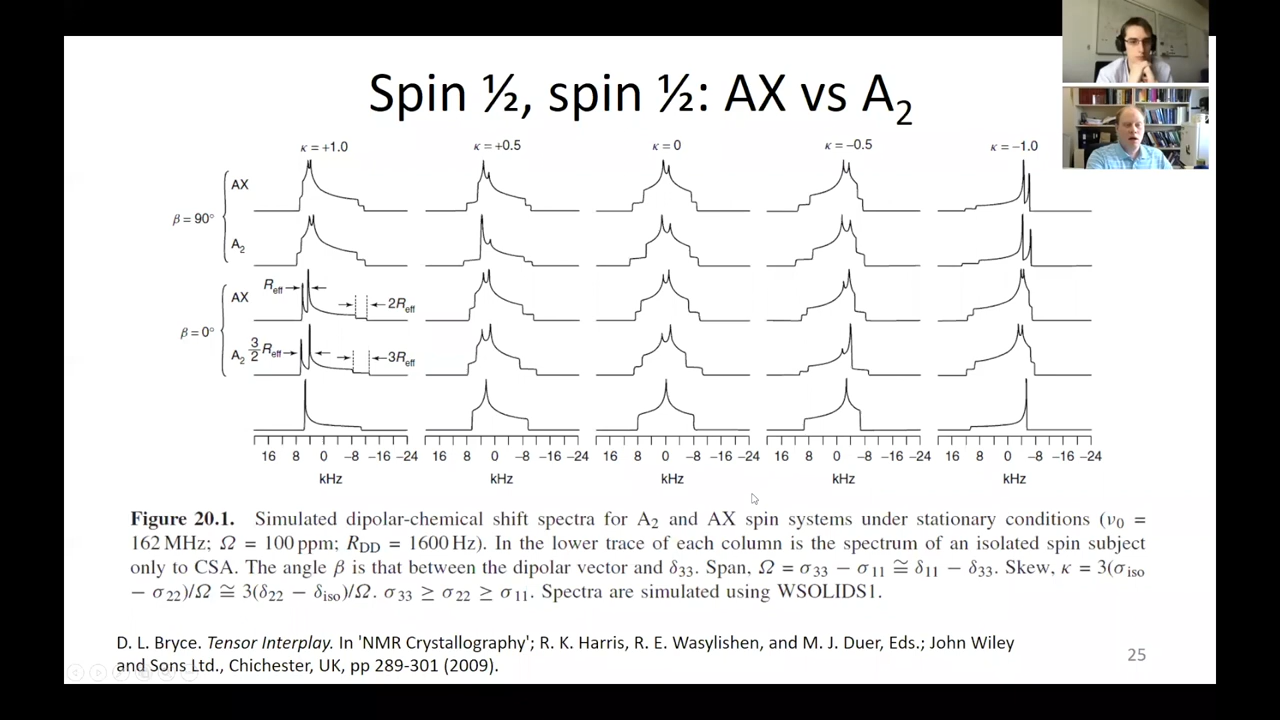 Spin ½, spin ½: AX vs A₂
κ = +1.0 κ = +0.5 κ = 0 κ = −0.5 κ = −1.0
AX
β = 90°
A₂
AX
R_eff
2R_eff
β = 0°
A₂
3/2 R_eff
3R_eff
16 8 0 −8 −16 −24 16 8 0 −8 −16 −24 16 8 0 −8 −16 −24 16 8 0 −8 −16 −24 16 8 0 −8 −16 −24
kHz kHz kHz kHz kHz
Figure 20.1. Simulated dipolar-chemical shift spectra for A₂ and AX spin systems under stationary conditions (ν₀ =
162 MHz; Ω = 100 ppm; R_DD = 1600 Hz). In the lower trace of each column is the spectrum of an isolated spin subject
only to CSA. The angle β is that between the dipolar vector and δ₃₃. Span, Ω = σ₃₃ − σ₁₁ ≅ δ₁₁ − δ₃₃. Skew, κ = 3(σ_iso
− σ₂₂)/Ω ≅ 3(δ₂₂ − δ_iso)/Ω. σ₃₃ ≥ σ₂₂ ≥ σ₁₁. Spectra are simulated using WSOLIDS1.
D. L. Bryce. Tensor Interplay. In 'NMR Crystallography'; R. K. Harris, R. E. Wasylishen, and M. J. Duer, Eds.; John Wiley
and Sons Ltd., Chichester, UK, pp 289-301 (2009).
25